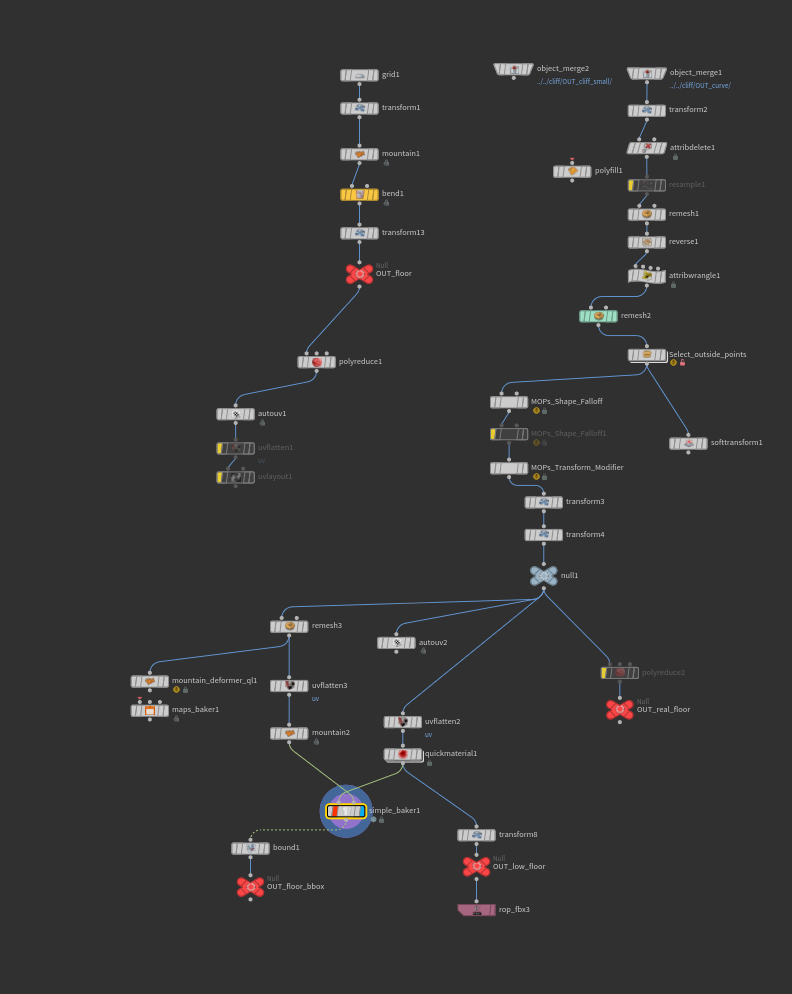 object_merge2
../../cliff/OUT_cliff_small/
object_merge1
../../cliff/OUT_curve/
grid1
transform1
transform2
mountain1
attribdelete1
polyfill1
resample1
bend1
remesh1
transform13
reverse1
Null
OUT_floor
attribwrangle1
remesh2
polyreduce1
Select_outside_points
MOPs_Shape_Falloff
autouv1
MOPs_Shape_Falloff1
softtransform1
uvflatten1
uv
uvlayout1
MOPs_Transform_Modifier
transform3
transform4
null1
remesh3
autouv2
mountain_deformer_ql1
uvflatten3
uv
polyreduce2
maps_baker1
Null
OUT_real_floor
uvflatten2
uv
mountain2
quickmaterial1
simple_baker1
transform8
bound1
Null
OUT_low_floor
Null
OUT_floor_bbox
rop_fbx3